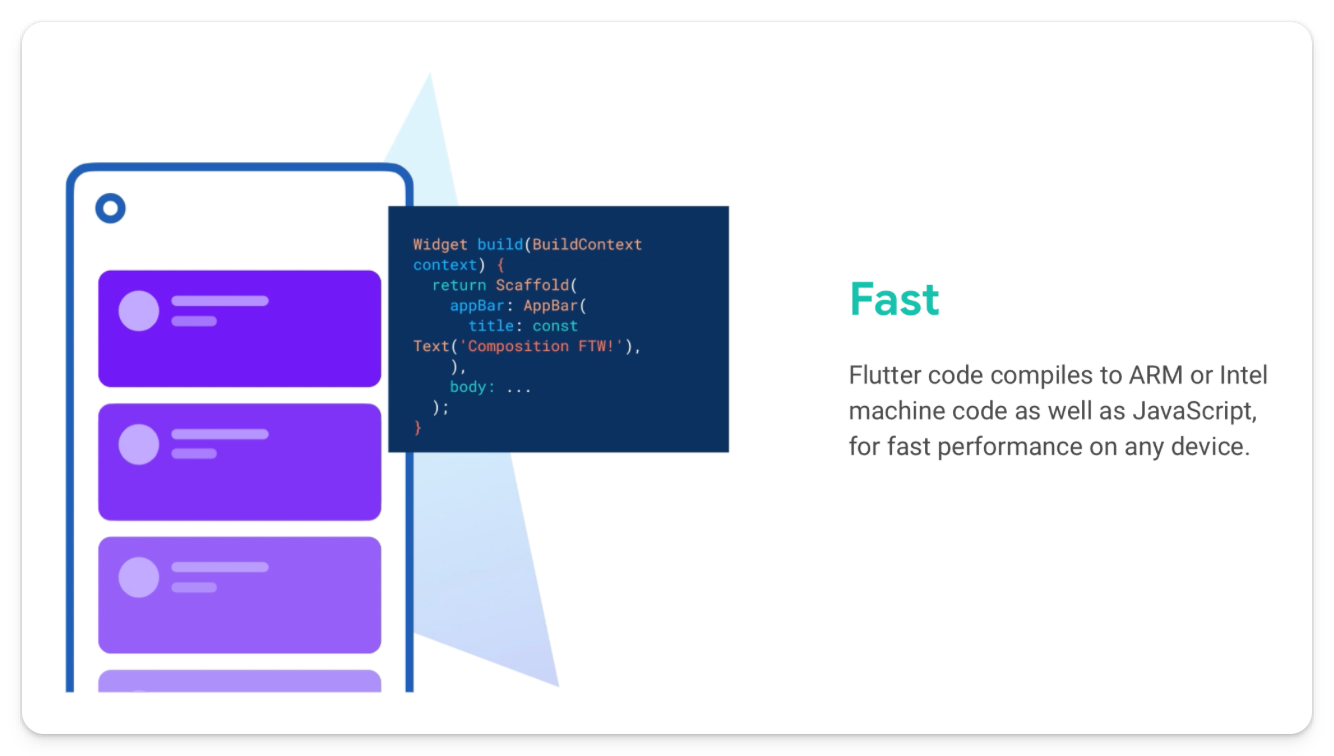 Widget build(BuildContext
context) {
  return Scaffold(
    appBar: AppBar(
      title: const
Text('Composition FTW!'),
    ),
    body: ...
  );
}
Fast
Flutter code compiles to ARM or Intel
machine code as well as JavaScript,
for fast performance on any device.